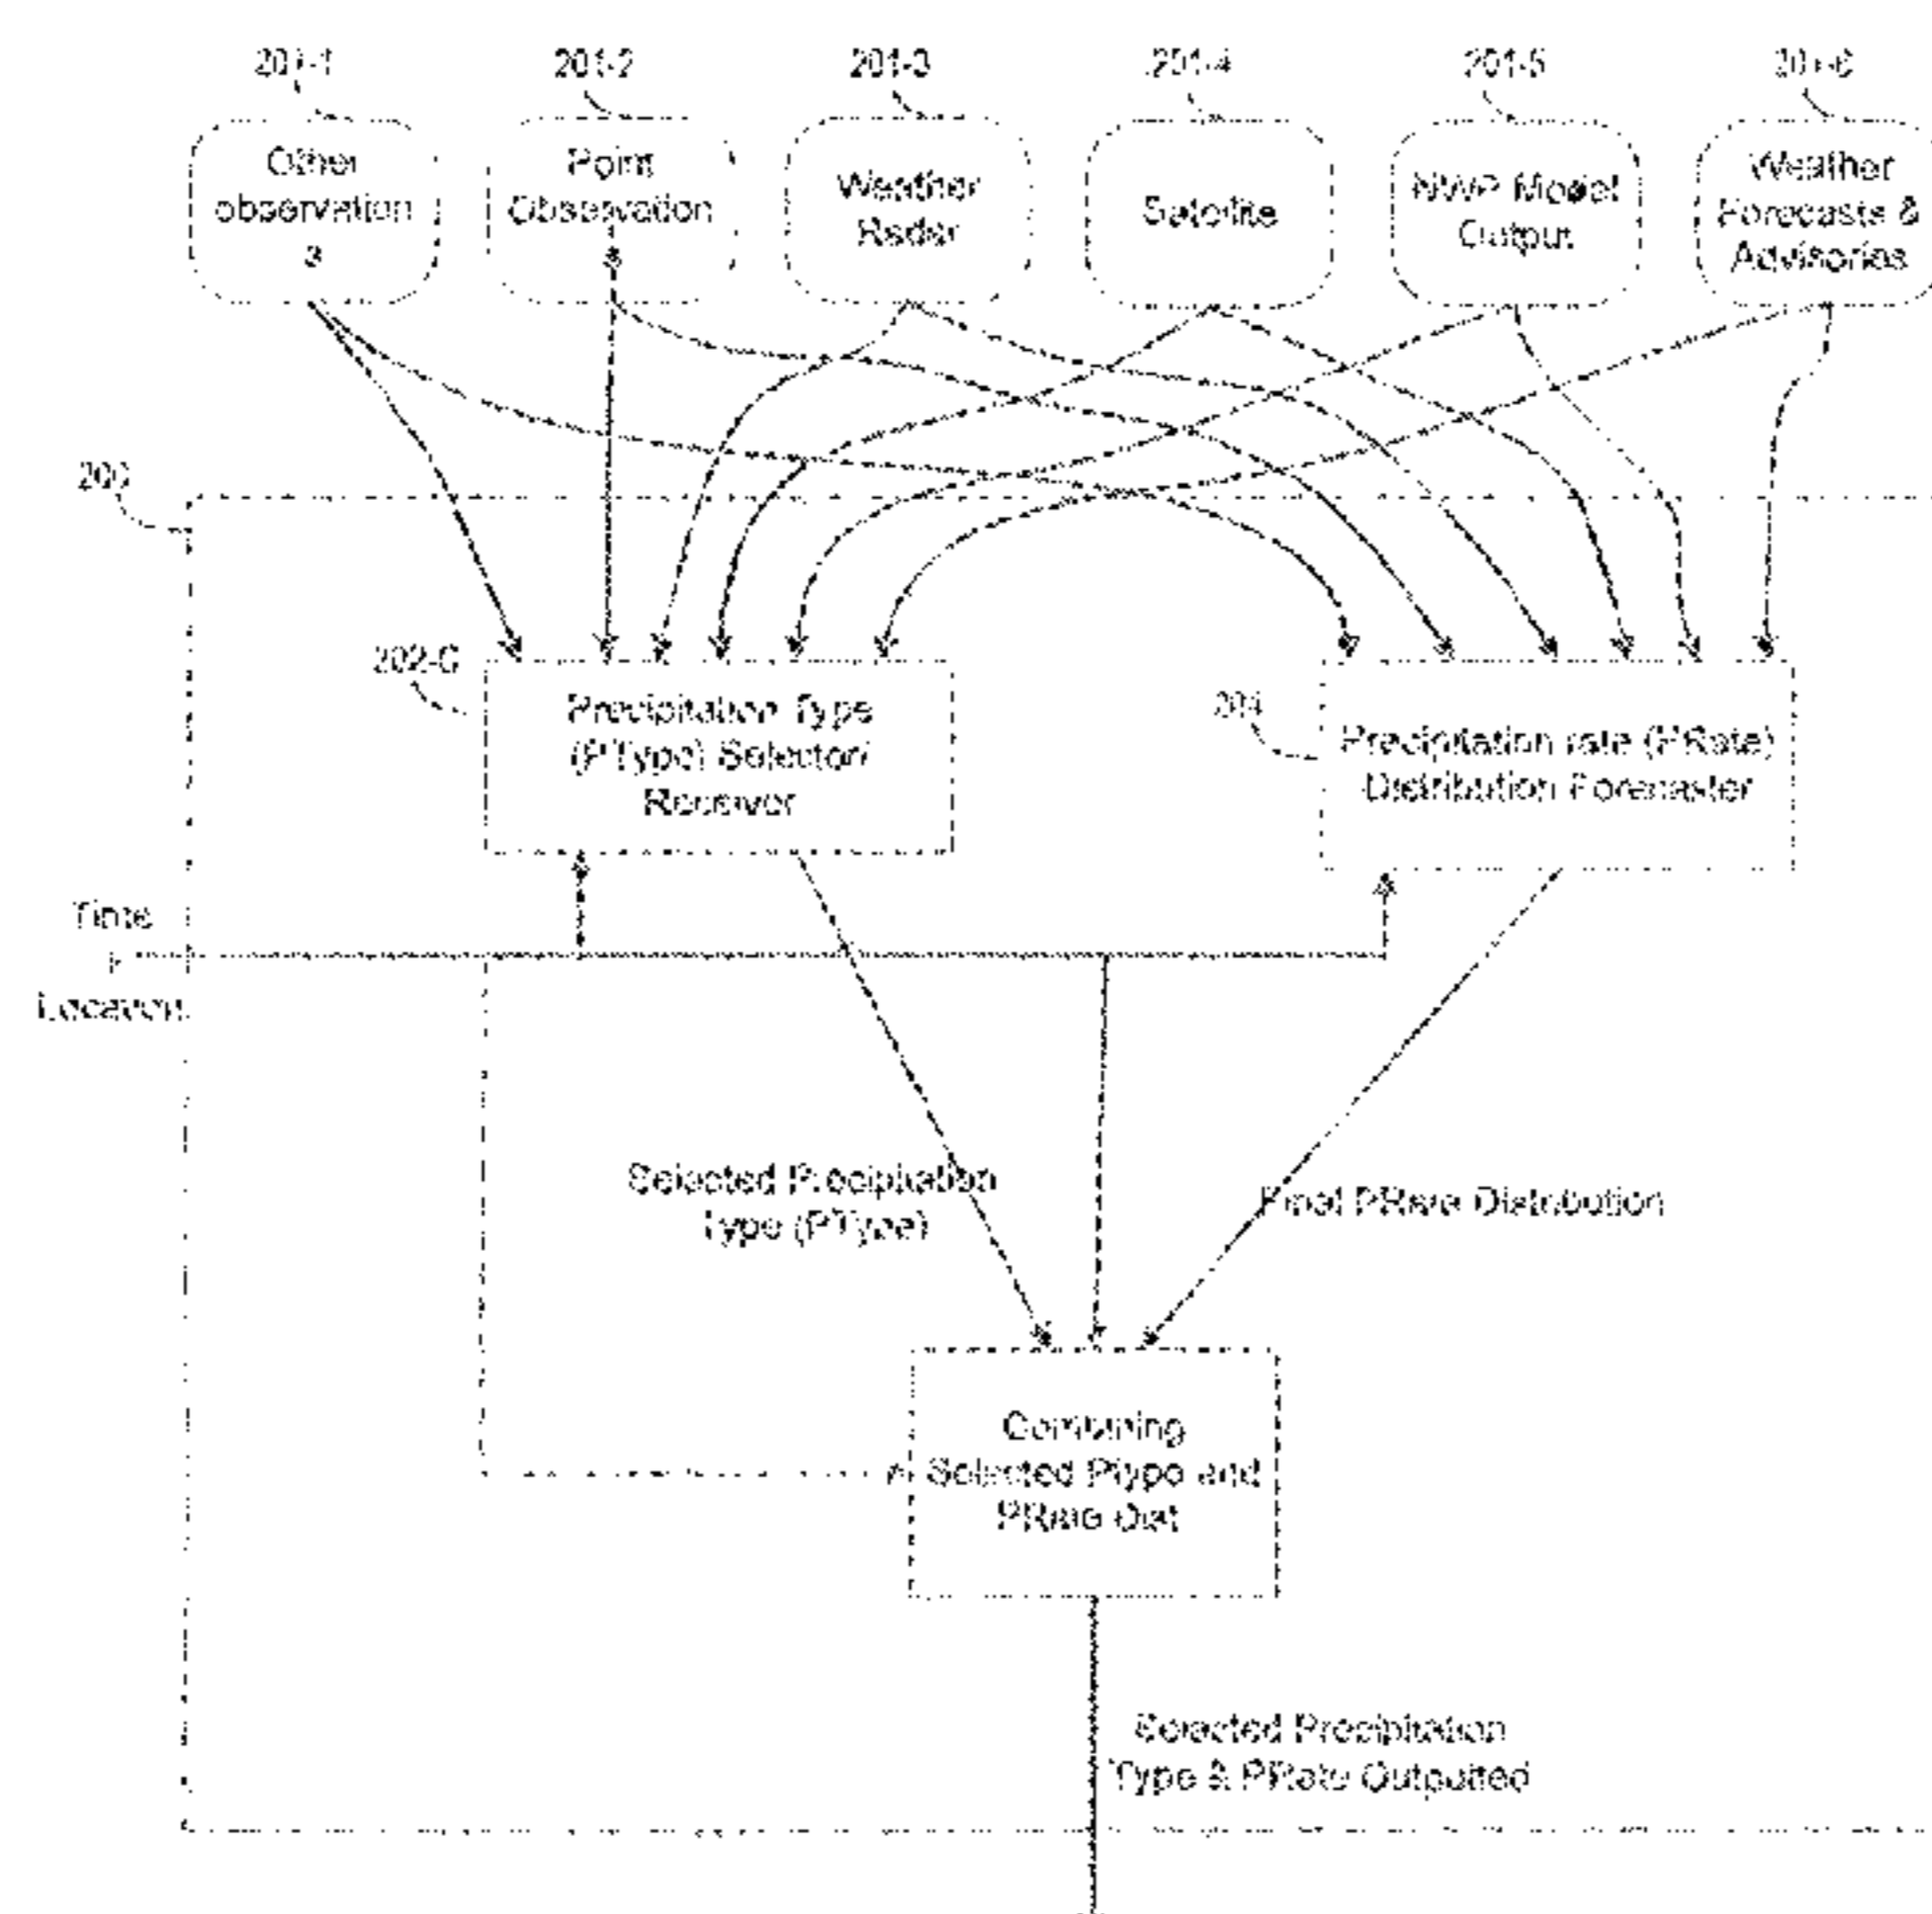 201-1 201-2 201-3 201-4 201-5 201-6
Other
observation
s
Point
Observation
Weather
Radar
Satellite
NWP Model
Output
Weather
Forecasts &
Advisories
200
202-C
Precipitation Type
(PType) Selector/
Receiver
204
Precipitation rate (PRate)
Distribution Forecaster
Time
Location
Selected Precipitation
Type (PType)
Final PRate Distribution
Combining
Selected Ptype and
PRate Dist
Selected Precipitation
Type & PRate Outputted